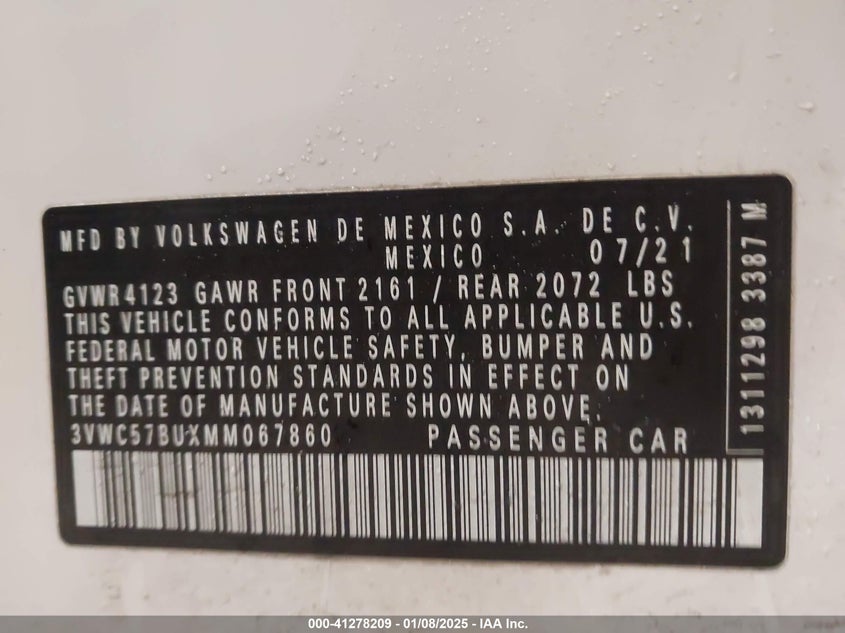 MFD BY VOLKSWAGEN DE MEXICO S.A. DE C.V.
MEXICO 07/21
GVWR 4123 GAWR FRONT 2161 / REAR 2072 LBS
THIS VEHICLE CONFORMS TO ALL APPLICABLE U.S.
FEDERAL MOTOR VEHICLE SAFETY, BUMPER AND
THEFT PREVENTION STANDARDS IN EFFECT ON
THE DATE OF MANUFACTURE SHOWN ABOVE.
3VWC57BUXMM067860 PASSENGER CAR
1311298 3387 M
000-41278209 - 01/08/2025 - IAA Inc.